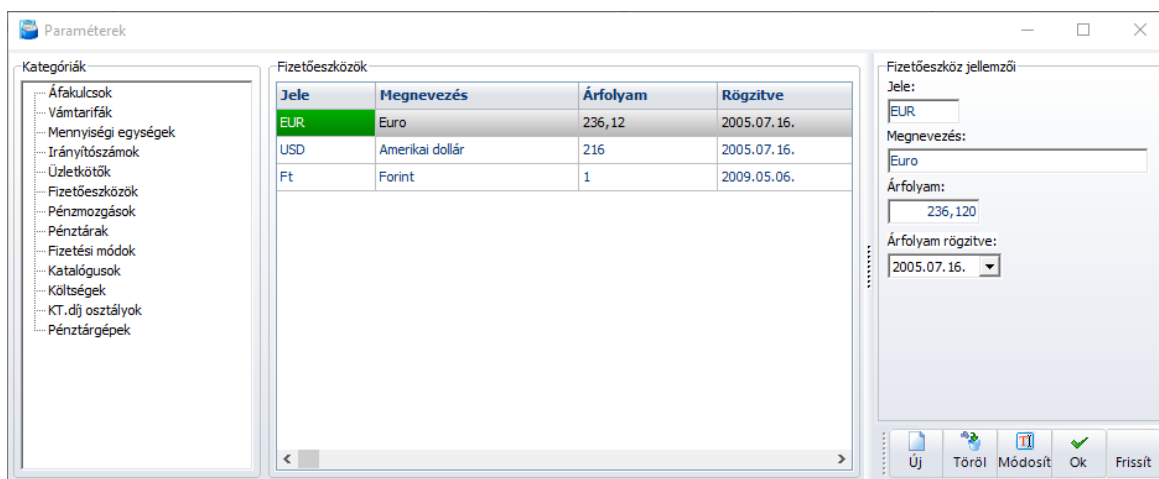 Paraméterek
Kategóriák
Áfakulcsok
Vámtarifák
Mennyiségi egységek
Irányítószámok
Üzletkötők
Fizetőeszközök
Pénzmozgások
Pénztárak
Fizetési módok
Katalógusok
Költségek
KT.díj osztályok
Pénztárgépek
Fizetőeszközök
Jele Megnevezés Árfolyam Rögzitve
EUR Euro 236,12 2005.07.16.
USD Amerikai dollár 216 2005.07.16.
Ft Forint 1 2009.05.06.
Fizetőeszköz jellemzői
Jele:
EUR
Megnevezés:
Euro
Árfolyam:
236,120
Árfolyam rögzitve:
2005.07.16.
Új Töröl Módosít Ok Frissít